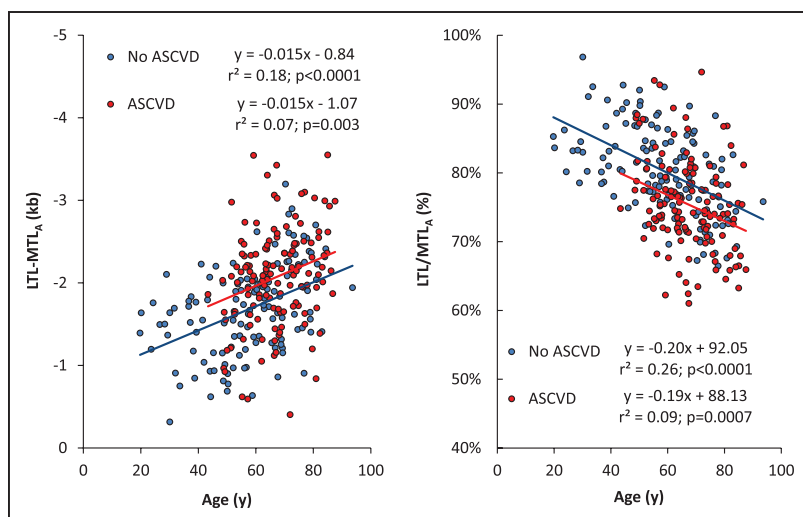 -5
-4
-3
-2
-1
0
LTL-MTL_A (kb)
No ASCVD y = -0.015x - 0.84
r² = 0.18; p<0.0001
ASCVD y = -0.015x - 1.07
r² = 0.07; p=0.003
0 20 40 60 80 100
Age (y)
100%
90%
80%
70%
60%
50%
40%
LTL/MTL_A (%)
No ASCVD y = -0.20x + 92.05
r² = 0.26; p<0.0001
ASCVD y = -0.19x + 88.13
r² = 0.09; p=0.0007
0 20 40 60 80 100
Age (y)